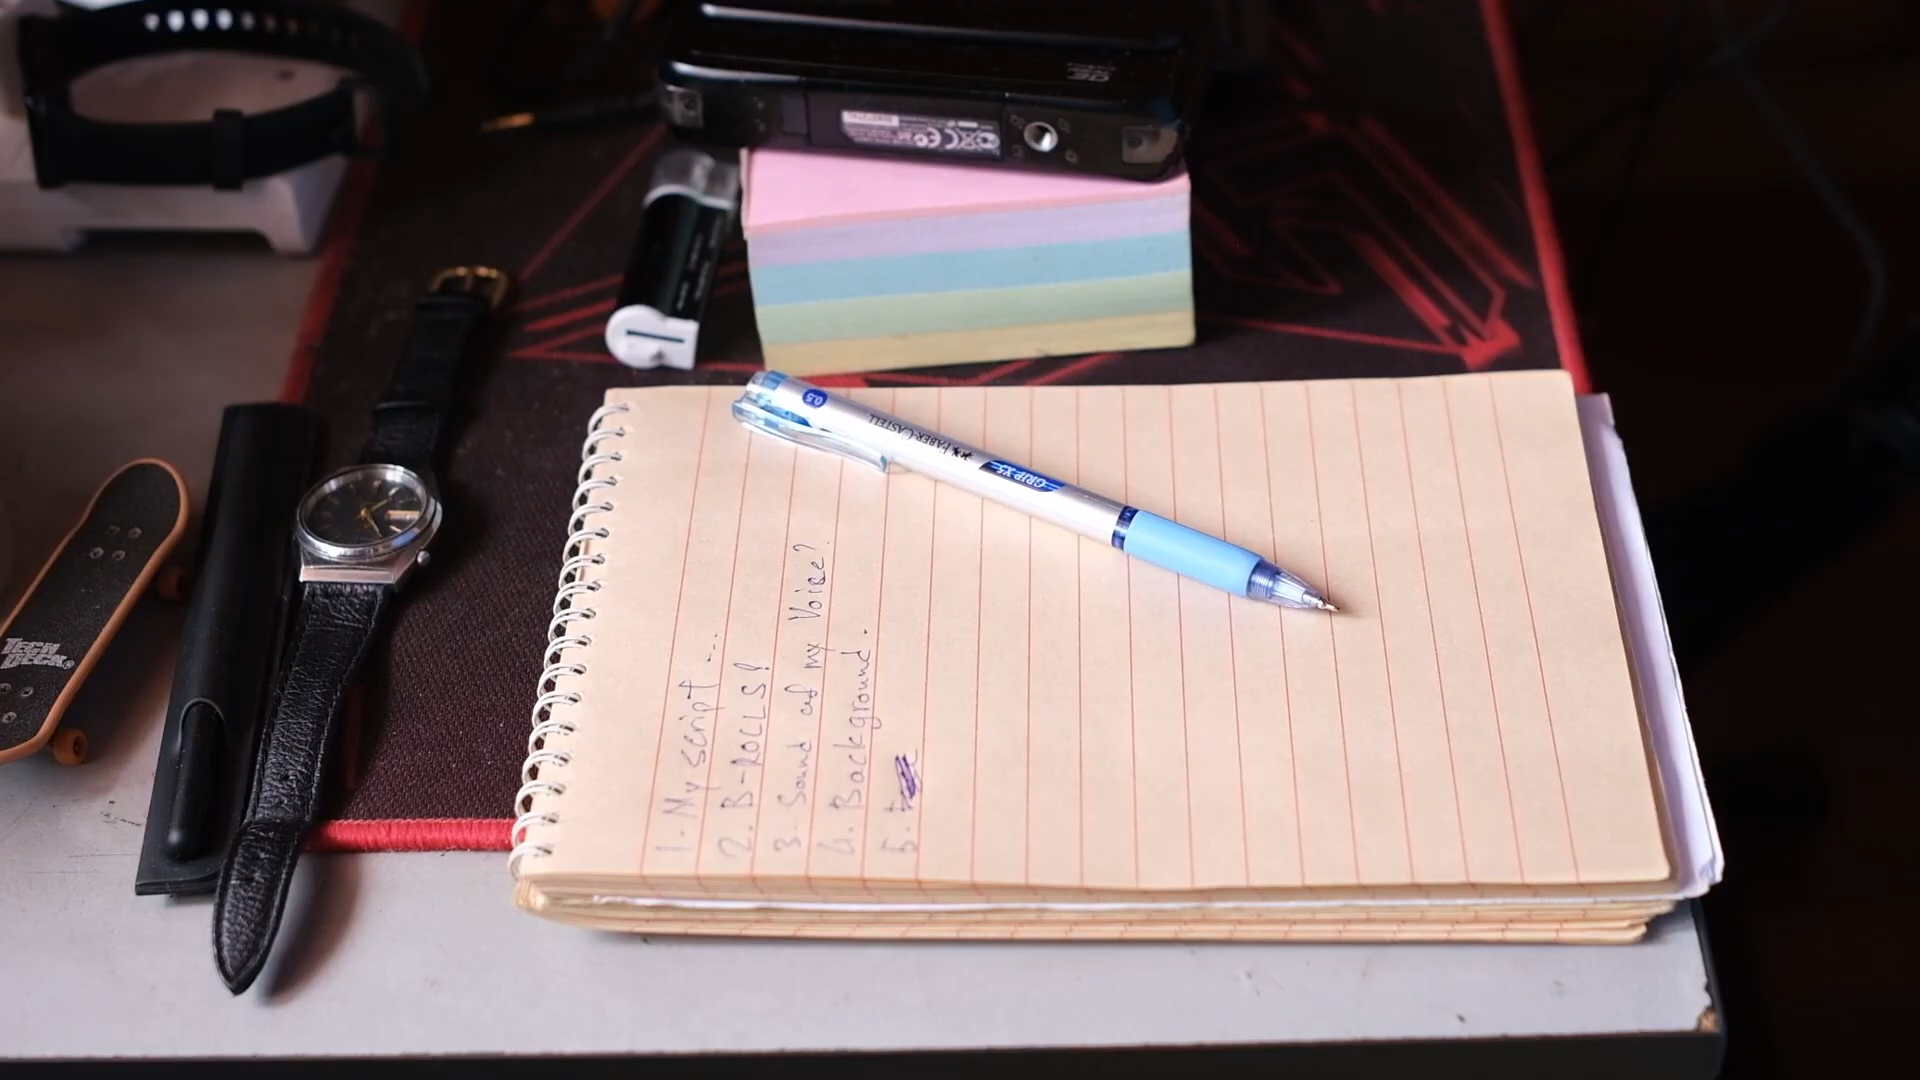 1- My script ...
2. B-ROLLS!
3- Sound of my Voice?
4. Background.
5.
FABER-CASTELL
GRIP X5
0.5
TECH
DECK®
CE